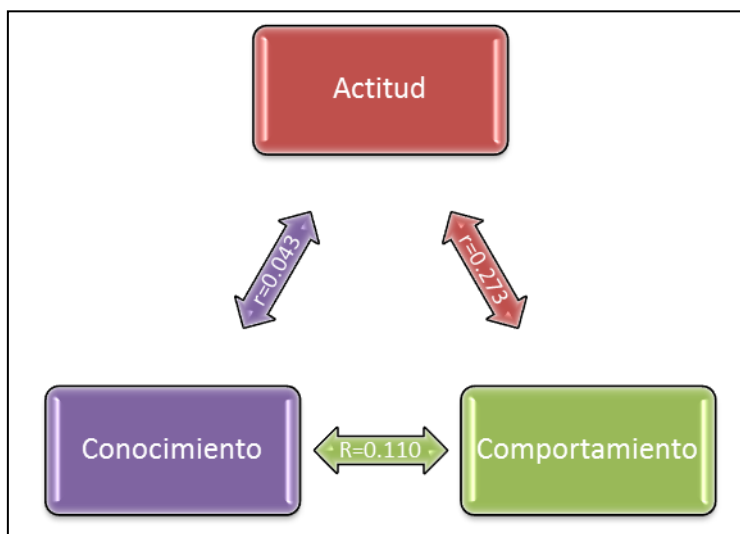 Actitud
r=0.043
r=0.273
Conocimiento
R=0.110
Comportamiento